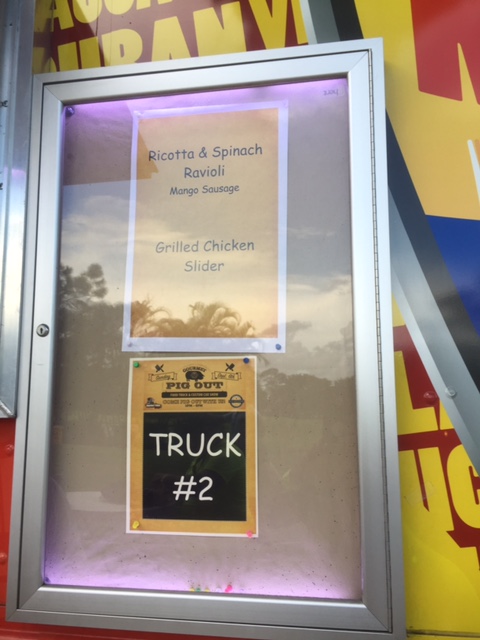 Ricotta & Spinach
Ravioli
Mango Sausage
Grilled Chicken
Slider
PIG OUT
TRUCK
#2